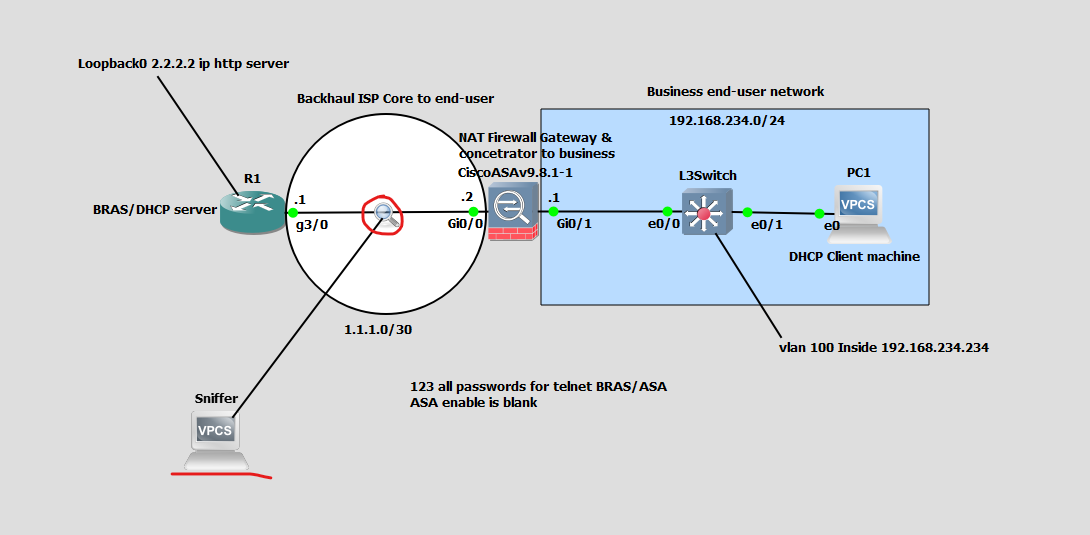 Loopback0 2.2.2.2 ip http server
Backhaul ISP Core to end-user
Business end-user network
192.168.234.0/24
NAT Firewall Gateway &
concetrator to business
CiscoASAv9.8.1-1
R1
L3Switch
PC1
BRAS/DHCP server
.1
g3/0
.2
Gi0/0
.1
Gi0/1
e0/0
e0/1
VPCS
e0
DHCP Client machine
1.1.1.0/30
vlan 100 Inside 192.168.234.234
123 all passwords for telnet BRAS/ASA
ASA enable is blank
Sniffer
VPCS